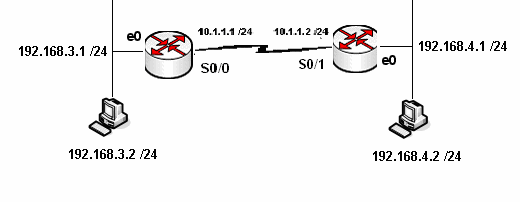 10.1.1.1 /24
10.1.1.2 /24
e0
192.168.3.1 /24
192.168.4.1 /24
S0/0
S0/1
e0
192.168.3.2 /24
192.168.4.2 /24